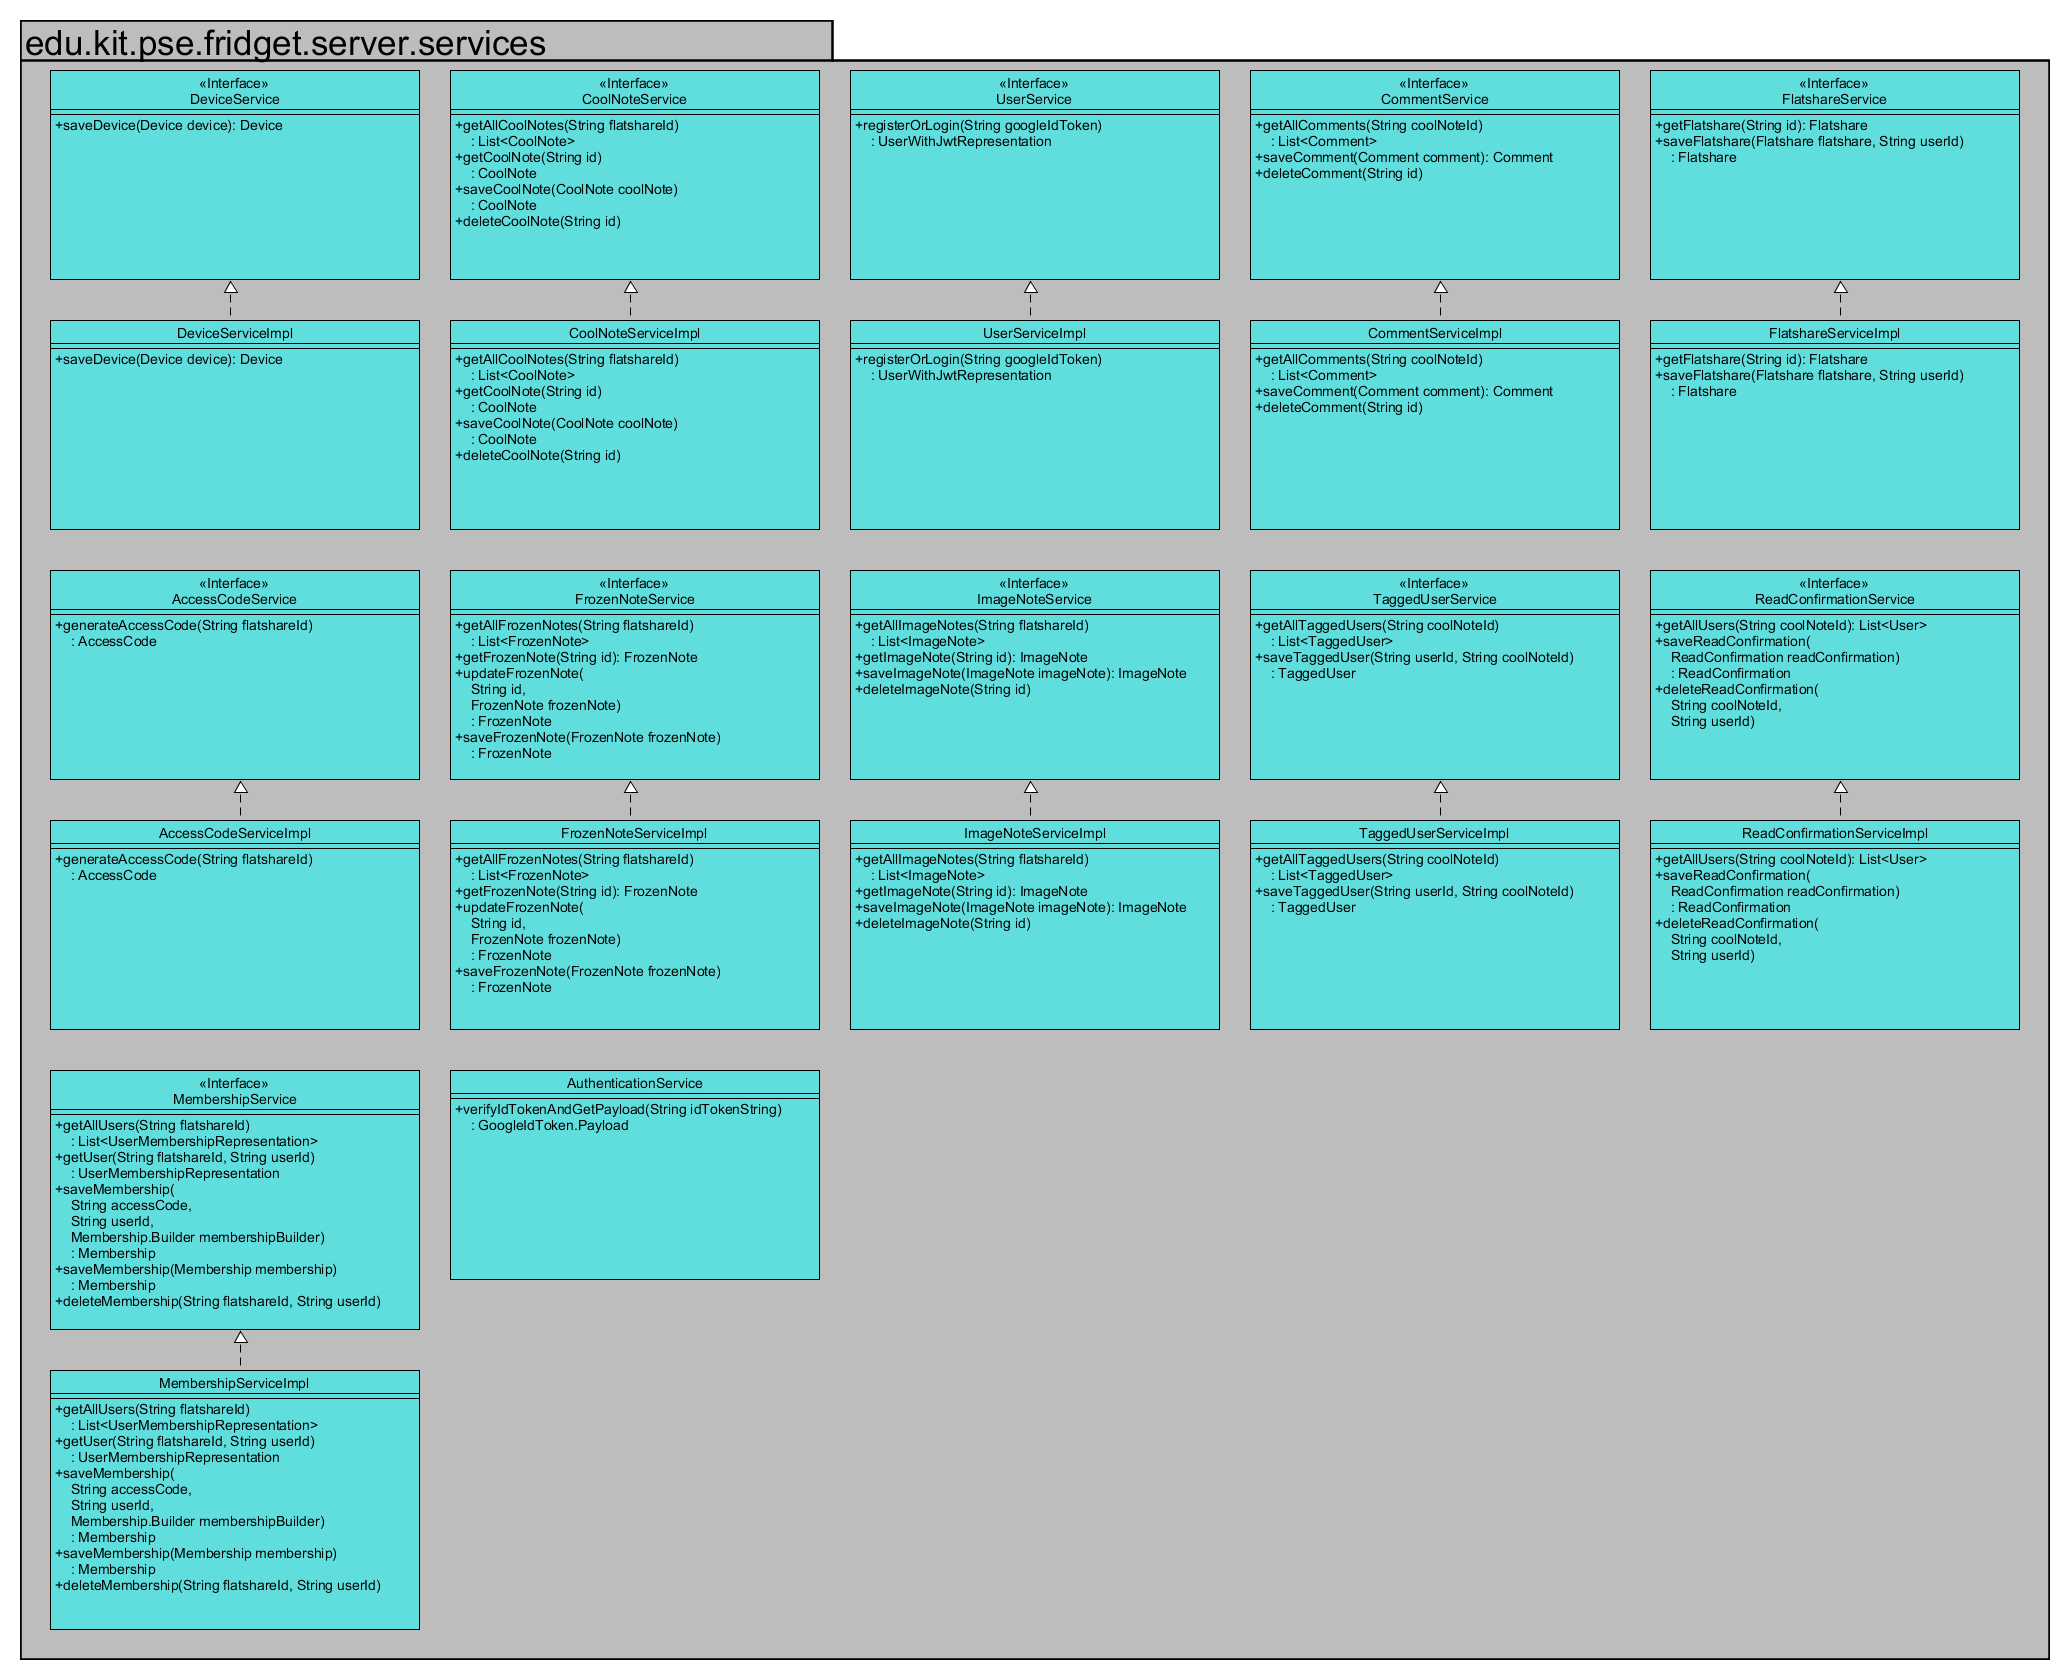 edu.kit.pse.fridget.server.services
«Interface»
DeviceService
+saveDevice(Device device): Device
«Interface»
CoolNoteService
+getAllCoolNotes(String flatshareId)
: List<CoolNote>
+getCoolNote(String id)
: CoolNote
+saveCoolNote(CoolNote coolNote)
: CoolNote
+deleteCoolNote(String id)
«Interface»
UserService
+registerOrLogin(String googleIdToken)
: UserWithJwtRepresentation
«Interface»
CommentService
+getAllComments(String coolNoteId)
: List<Comment>
+saveComment(Comment comment): Comment
+deleteComment(String id)
«Interface»
FlatshareService
+getFlatshare(String id): Flatshare
+saveFlatshare(Flatshare flatshare, String userId)
: Flatshare
DeviceServiceImpl
+saveDevice(Device device): Device
CoolNoteServiceImpl
+getAllCoolNotes(String flatshareId)
: List<CoolNote>
+getCoolNote(String id)
: CoolNote
+saveCoolNote(CoolNote coolNote)
: CoolNote
+deleteCoolNote(String id)
UserServiceImpl
+registerOrLogin(String googleIdToken)
: UserWithJwtRepresentation
CommentServiceImpl
+getAllComments(String coolNoteId)
: List<Comment>
+saveComment(Comment comment): Comment
+deleteComment(String id)
FlatshareServiceImpl
+getFlatshare(String id): Flatshare
+saveFlatshare(Flatshare flatshare, String userId)
: Flatshare
«Interface»
AccessCodeService
+generateAccessCode(String flatshareId)
: AccessCode
«Interface»
FrozenNoteService
+getAllFrozenNotes(String flatshareId)
: List<FrozenNote>
+getFrozenNote(String id): FrozenNote
+updateFrozenNote(
String id,
FrozenNote frozenNote)
: FrozenNote
+saveFrozenNote(FrozenNote frozenNote)
: FrozenNote
«Interface»
ImageNoteService
+getAllImageNotes(String flatshareId)
: List<ImageNote>
+getImageNote(String id): ImageNote
+saveImageNote(ImageNote imageNote): ImageNote
+deleteImageNote(String id)
«Interface»
TaggedUserService
+getAllTaggedUsers(String coolNoteId)
: List<TaggedUser>
+saveTaggedUser(String userId, String coolNoteId)
: TaggedUser
«Interface»
ReadConfirmationService
+getAllUsers(String coolNoteId): List<User>
+saveReadConfirmation(
ReadConfirmation readConfirmation)
: ReadConfirmation
+deleteReadConfirmation(
String coolNoteId,
String userId)
AccessCodeServiceImpl
+generateAccessCode(String flatshareId)
: AccessCode
FrozenNoteServiceImpl
+getAllFrozenNotes(String flatshareId)
: List<FrozenNote>
+getFrozenNote(String id): FrozenNote
+updateFrozenNote(
String id,
FrozenNote frozenNote)
: FrozenNote
+saveFrozenNote(FrozenNote frozenNote)
: FrozenNote
ImageNoteServiceImpl
+getAllImageNotes(String flatshareId)
: List<ImageNote>
+getImageNote(String id): ImageNote
+saveImageNote(ImageNote imageNote): ImageNote
+deleteImageNote(String id)
TaggedUserServiceImpl
+getAllTaggedUsers(String coolNoteId)
: List<TaggedUser>
+saveTaggedUser(String userId, String coolNoteId)
: TaggedUser
ReadConfirmationServiceImpl
+getAllUsers(String coolNoteId): List<User>
+saveReadConfirmation(
ReadConfirmation readConfirmation)
: ReadConfirmation
+deleteReadConfirmation(
String coolNoteId,
String userId)
«Interface»
MembershipService
+getAllUsers(String flatshareId)
: List<UserMembershipRepresentation>
+getUser(String flatshareId, String userId)
: UserMembershipRepresentation
+saveMembership(
String accessCode,
String userId,
Membership.Builder membershipBuilder)
: Membership
+saveMembership(Membership membership)
: Membership
+deleteMembership(String flatshareId, String userId)
AuthenticationService
+verifyIdTokenAndGetPayload(String idTokenString)
: GoogleIdToken.Payload
MembershipServiceImpl
+getAllUsers(String flatshareId)
: List<UserMembershipRepresentation>
+getUser(String flatshareId, String userId)
: UserMembershipRepresentation
+saveMembership(
String accessCode,
String userId,
Membership.Builder membershipBuilder)
: Membership
+saveMembership(Membership membership)
: Membership
+deleteMembership(String flatshareId, String userId)